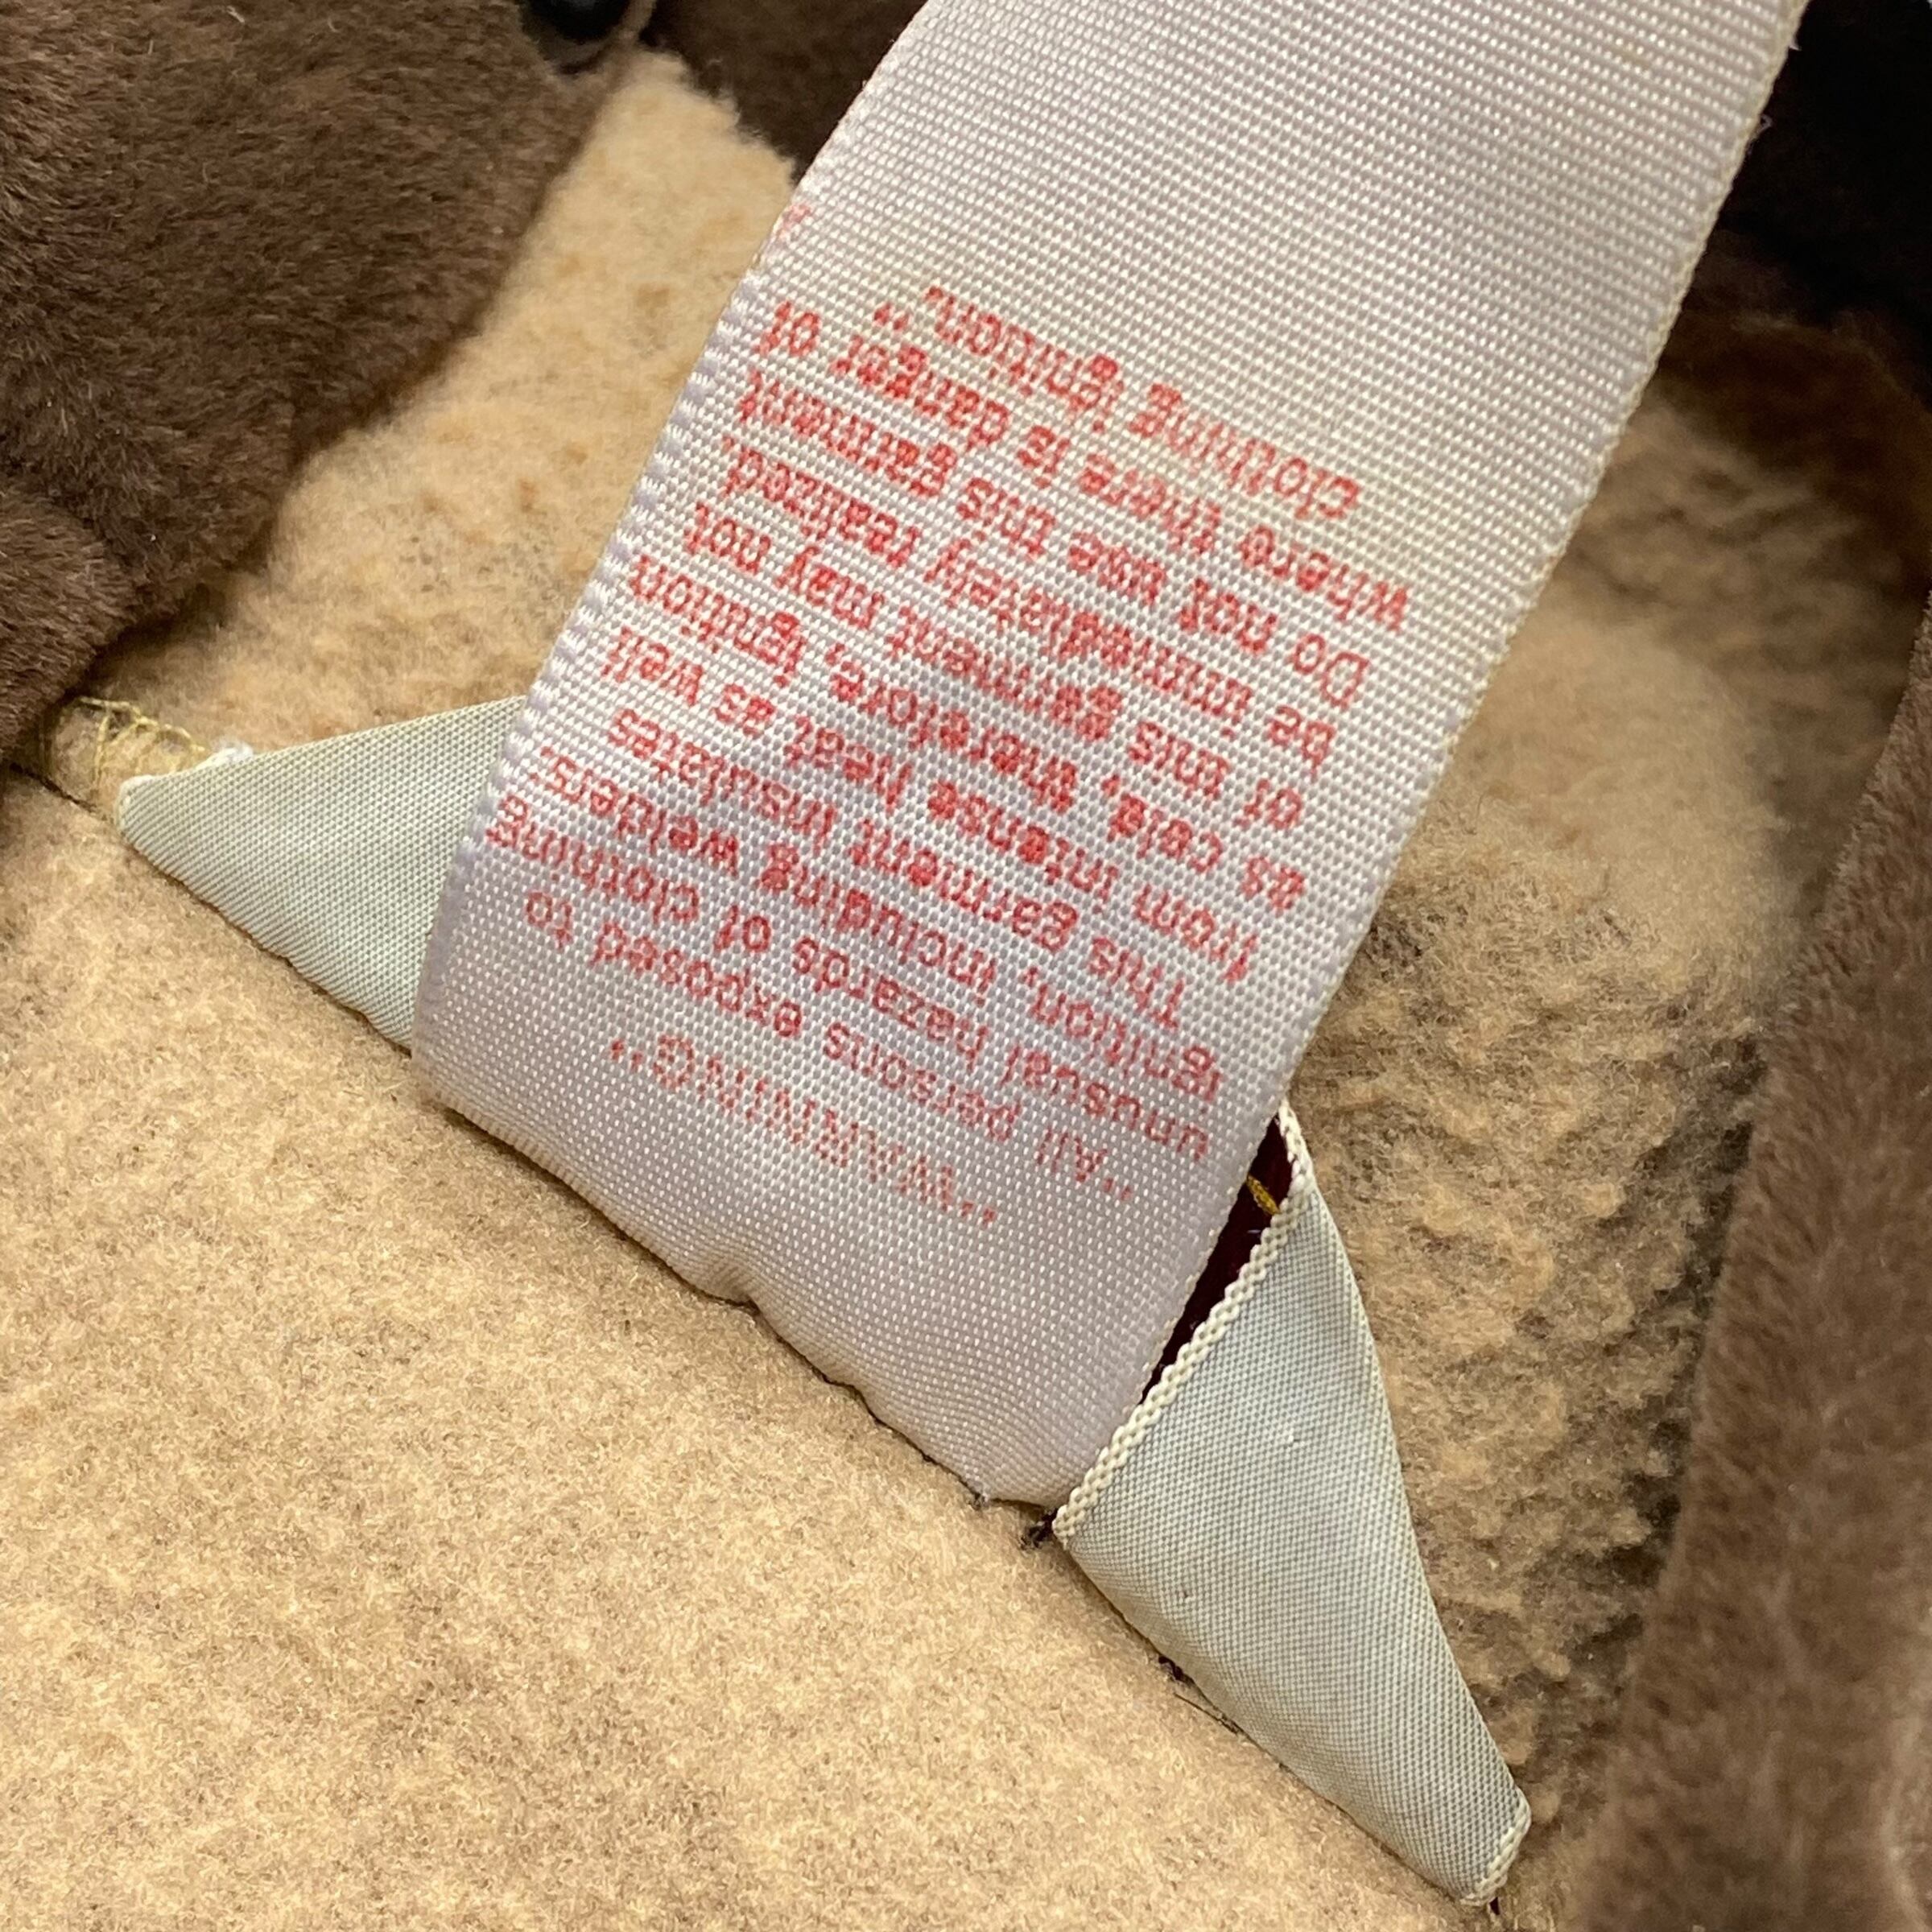 "WARNING"
"All persons exposed to
unusual hazards of clothing
ignition, including welders:
This garment insulates
from intense heat as well
as cold, therefore, ignition
of this garment may not
be immediately realized
Do not use this garment
where there is danger of
clothing ignition."